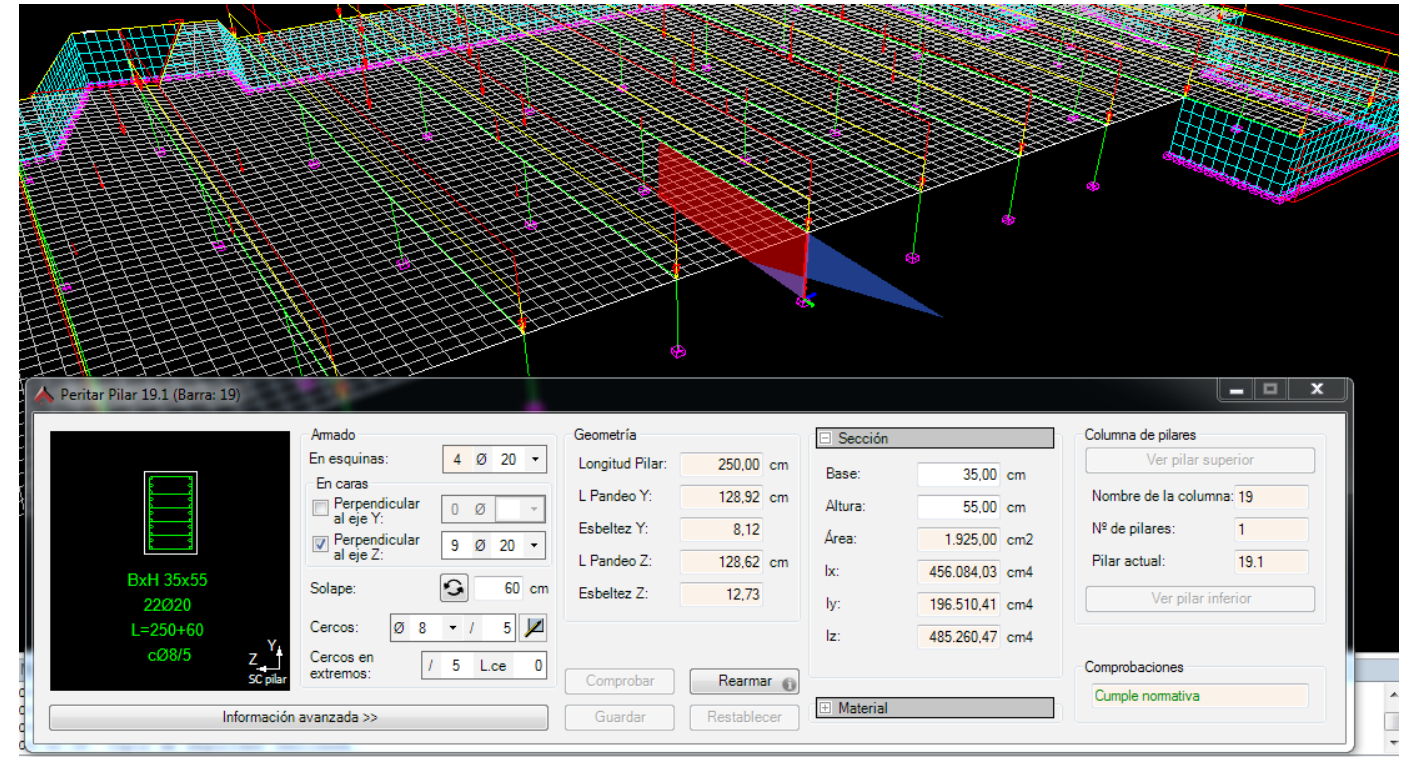 Peritar Pilar 19.1 (Barra: 19)
BxH 35x55
22Ø20
L=250+60
cØ8/5
Y
Z
SC pilar
Armado
En esquinas: 4 Ø 20
En caras
Perpendicular
al eje Y: 0 Ø
Perpendicular
al eje Z: 9 Ø 20
Solape: 60 cm
Cercos: Ø 8 / 5
Cercos en
extremos: / 5 L.ce 0
Información avanzada >>
Geometría
Longitud Pilar: 250,00 cm
L Pandeo Y: 128,92 cm
Esbeltez Y: 8,12
L Pandeo Z: 128,62 cm
Esbeltez Z: 12,73
Comprobar Rearmar
Guardar Restablecer
Sección
Base: 35,00 cm
Altura: 55,00 cm
Área: 1.925,00 cm2
Ix: 456.084,03 cm4
Iy: 196.510,41 cm4
Iz: 485.260,47 cm4
Material
Columna de pilares
Ver pilar superior
Nombre de la columna: 19
Nº de pilares: 1
Pilar actual: 19.1
Ver pilar inferior
Comprobaciones
Cumple normativa